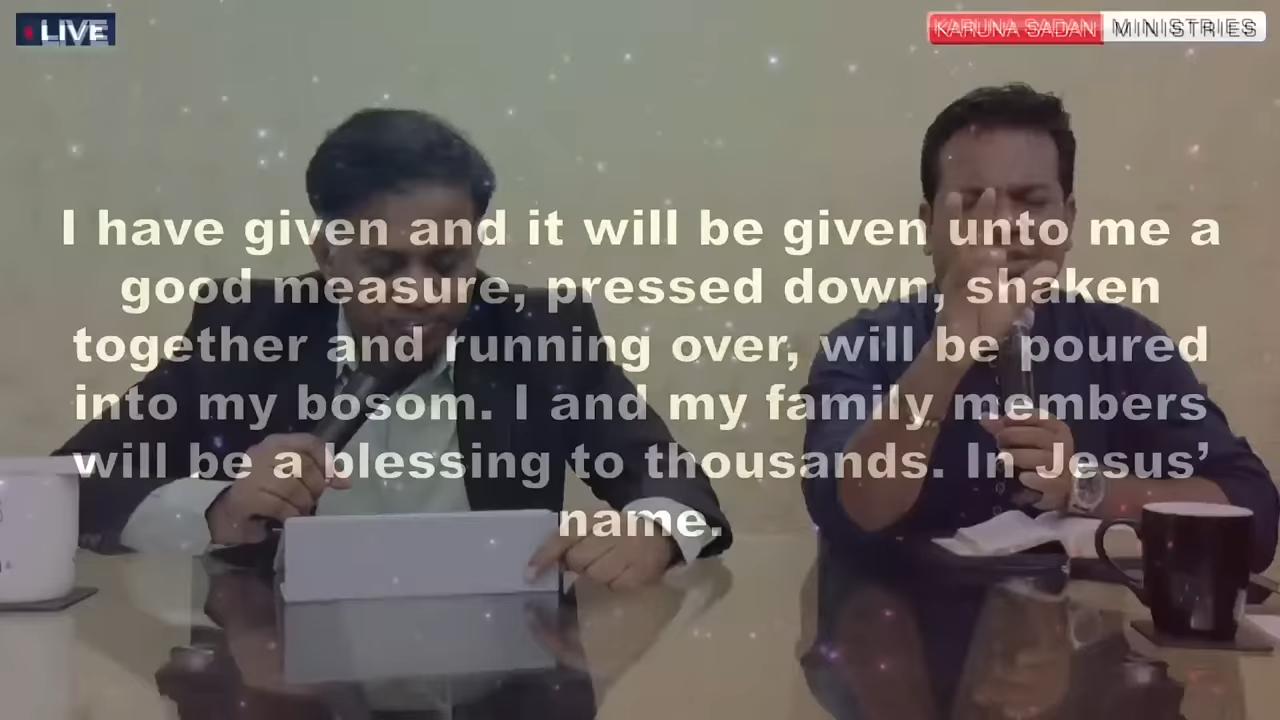 LIVE
KARUNA SADAN MINISTRIES
I have given and it will be given unto me a
good measure, pressed down, shaken
together and running over, will be poured
into my bosom. I and my family members
will be a blessing to thousands. In Jesus’
name.